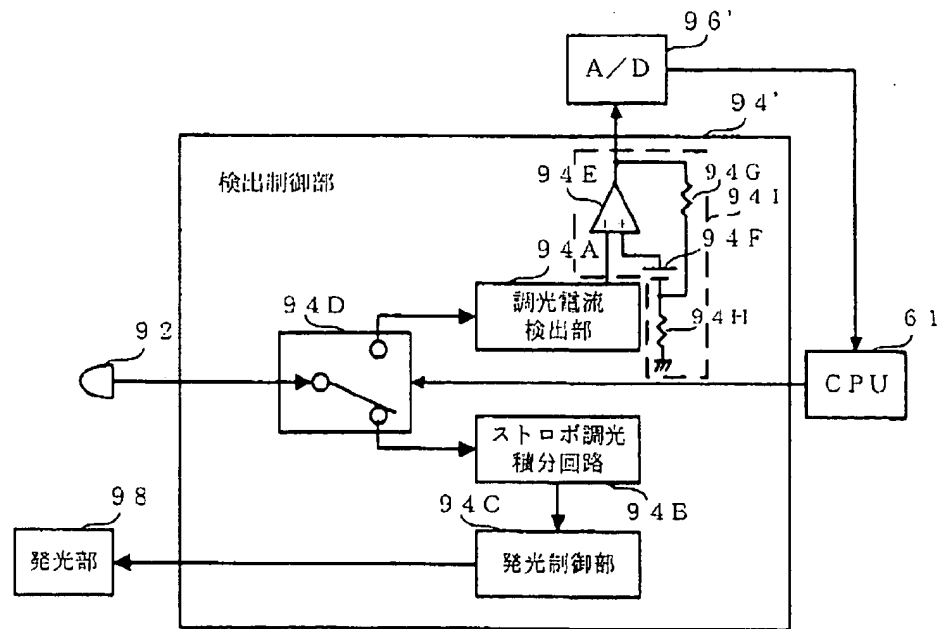 96'
A/D
94'
検出制御部
94E
94G
94I
94A
94F
調光電流
検出部
94D
94H
92
61
CPU
ストロボ調光
積分回路
98
94C
94B
発光部
発光制御部